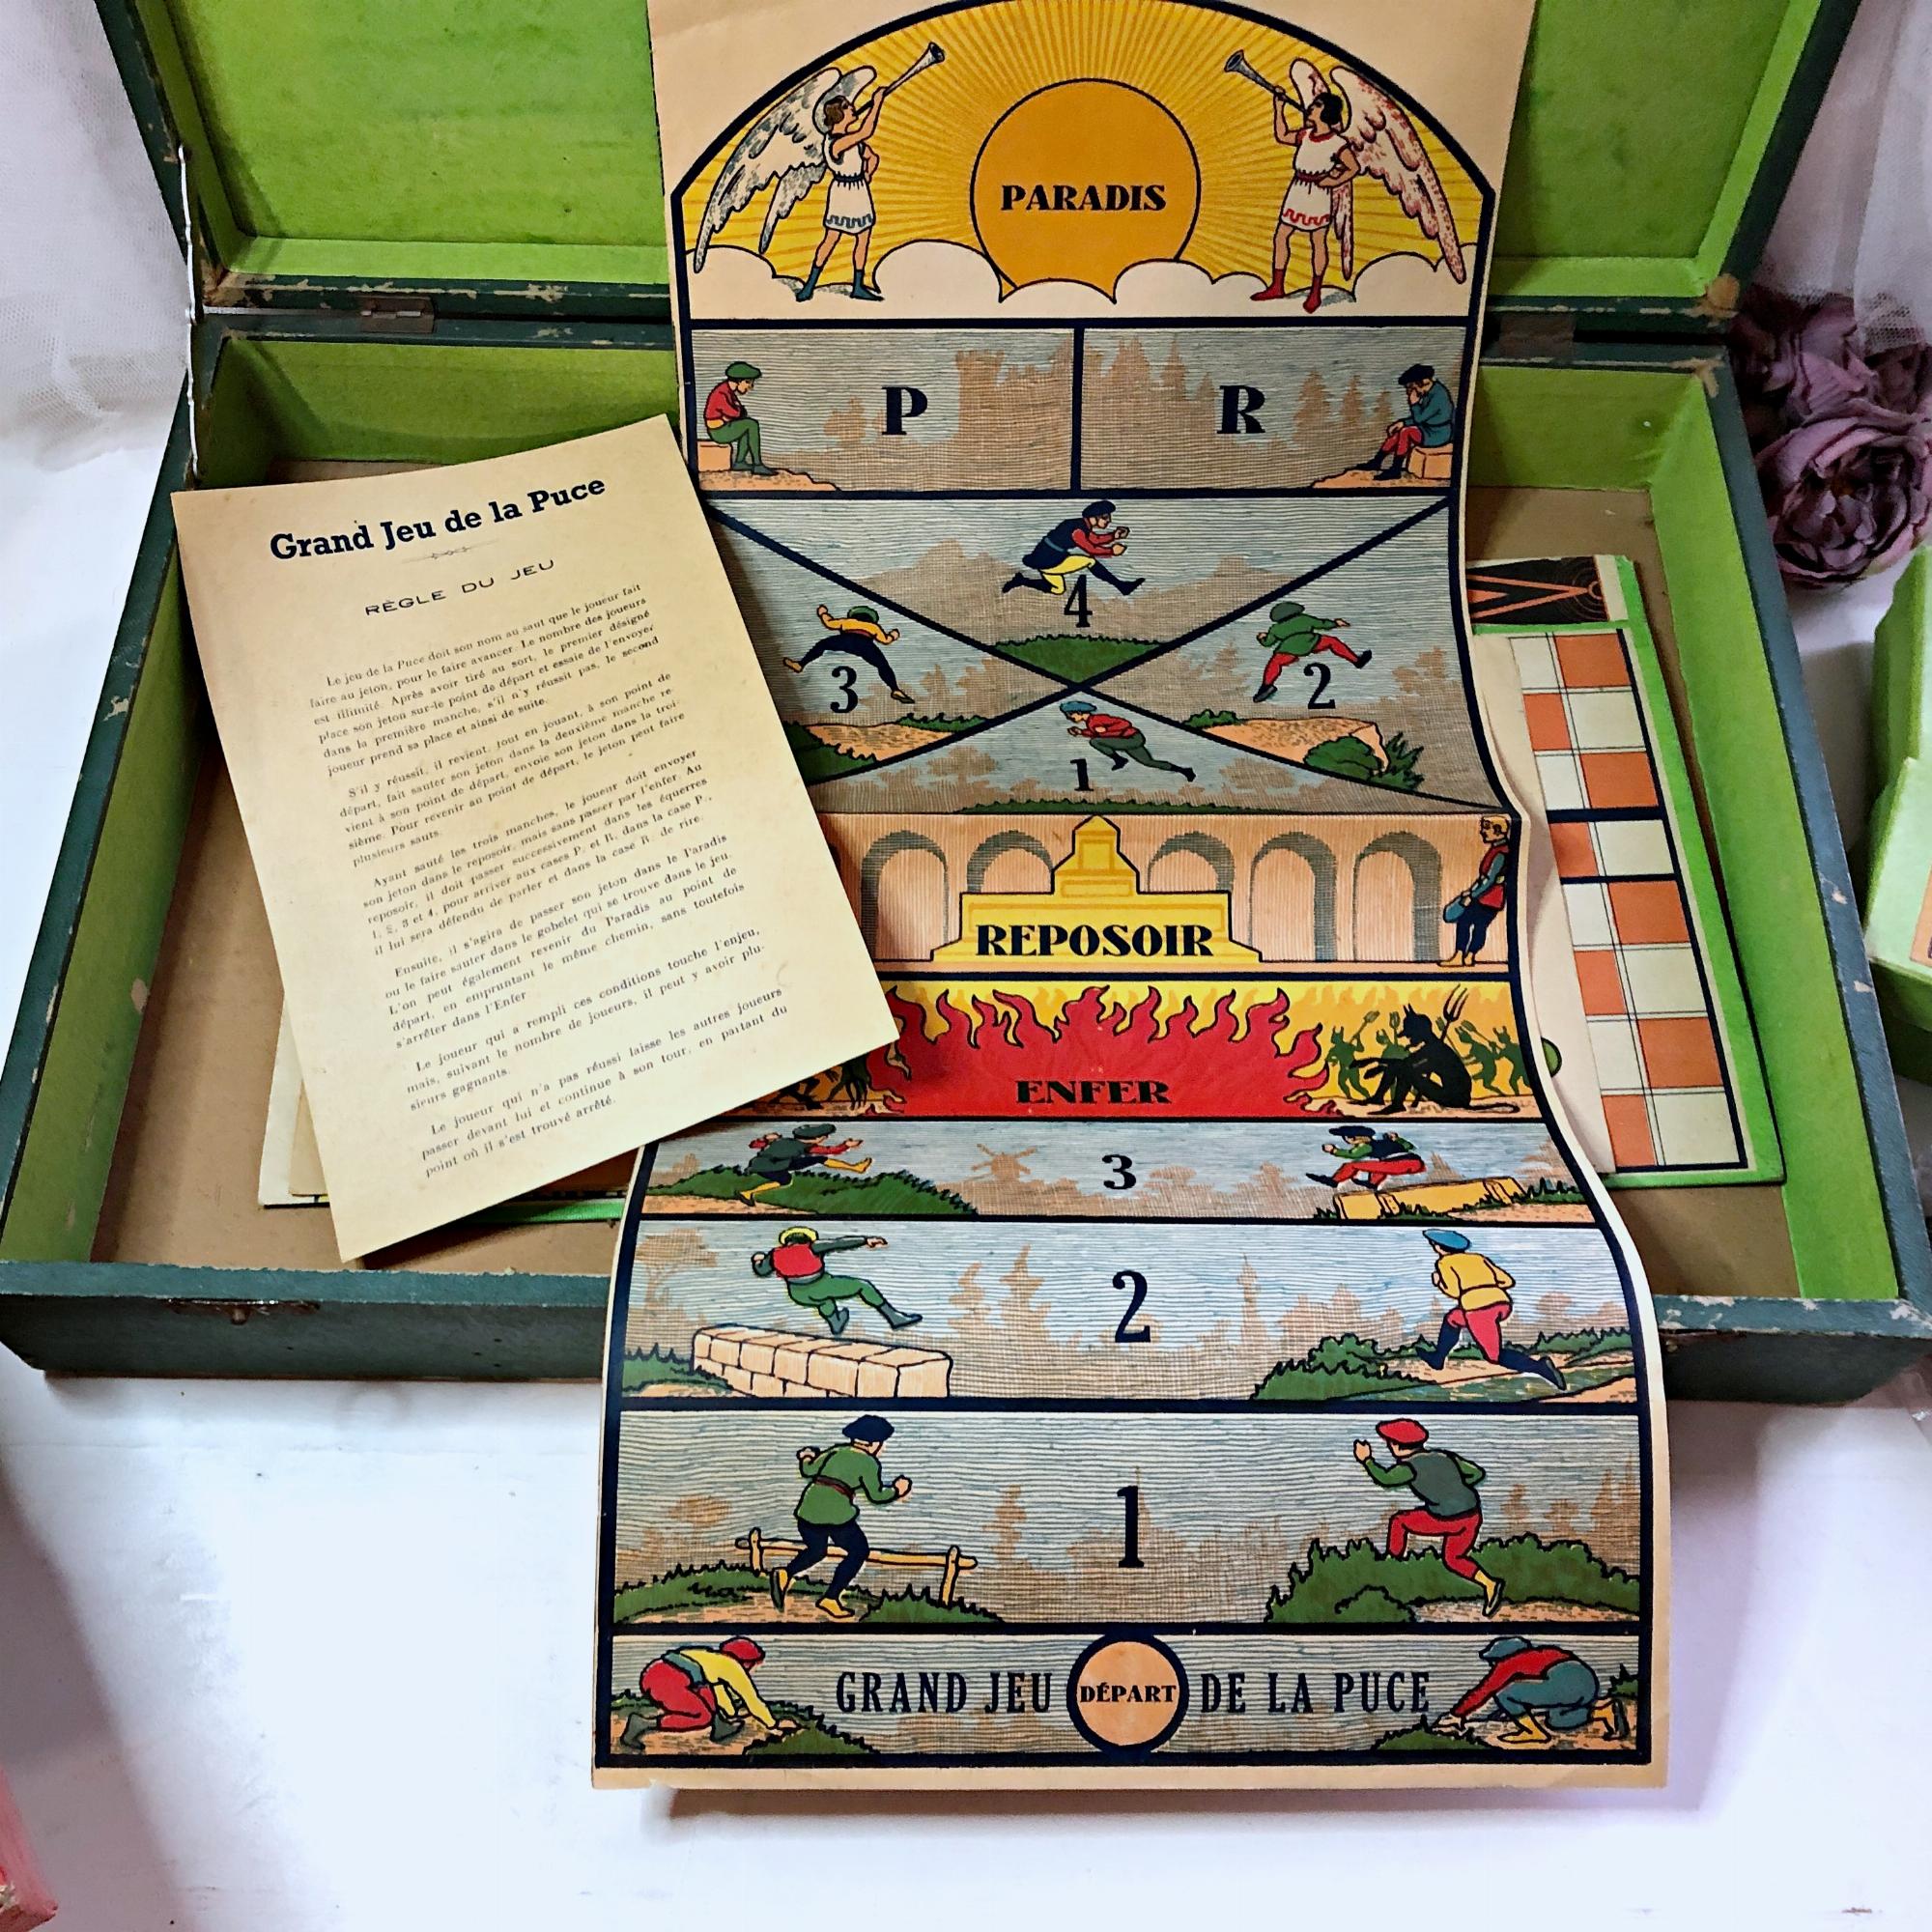 Grand Jeu de la Puce
RÈGLE DU JEU
Le jeu de la Puce doit son nom au saut que le joueur fait
faire au jeton, pour le faire avancer. Le nombre des joueurs
est illimité. Après avoir tiré au sort, le premier désigné
place son jeton sur le point de départ et essaie de l'envoyer
dans la première manche, s'il n'y réussit pas, le second
joueur prend sa place et ainsi de suite.
S'il y réussit, il revient, tout en jouant, à son point de
départ, fait sauter son jeton dans la deuxième manche re-
vient à son point de départ, envoie son jeton dans la troi-
sième. Pour revenir au point de départ, le jeton peut faire
plusieurs sauts.
Ayant sauté les trois manches, le joueur doit envoyer
son jeton dans le reposoir, mais sans passer par l'enfer. Au
reposoir, il doit passer successivement dans les équerres
1, 2, 3 et 4, pour arriver aux cases P. et R. dans la case P.,
il lui sera défendu de parler et dans la case R. de rire.
Ensuite, il s'agira de passer son jeton dans le Paradis
ou le faire sauter dans le gobelet qui se trouve dans le jeu.
L'on peut également revenir du Paradis au point de
départ, en empruntant le même chemin, sans toutefois
s'arrêter dans l'Enfer
Le joueur qui a rempli ces conditions touche l'enjeu,
mais, suivant le nombre de joueurs, il peut y avoir plu-
sieurs gagnants.
Le joueur qui n'a pas réussi laisse les autres joueurs
passer devant lui et continue à son tour, en partant du
point où il s'est trouvé arrêté.
PARADIS
P R
4
3 2
1
REPOSOIR
ENFER
3
2
1
GRAND JEU DÉPART DE LA PUCE